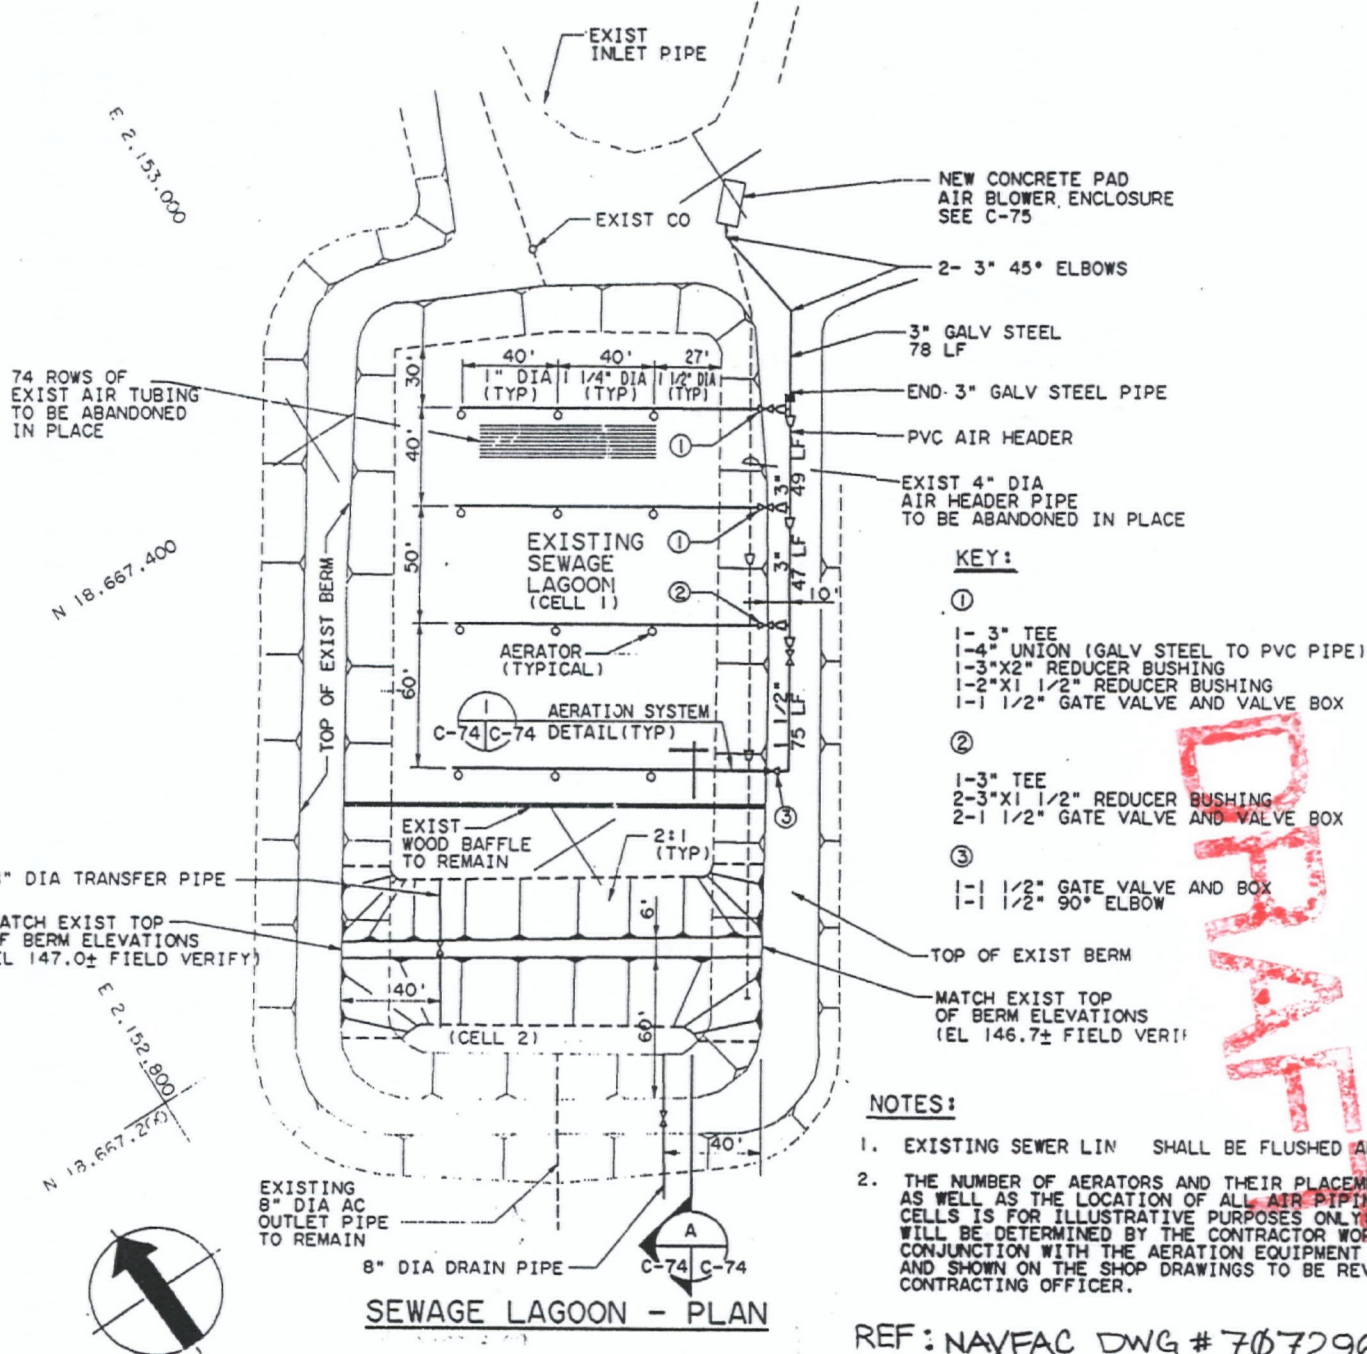 EXIST
INLET PIPE
E 2,153,000
NEW CONCRETE PAD
AIR BLOWER ENCLOSURE
SEE C-75
EXIST CO
2- 3" 45° ELBOWS
3" GALV STEEL
78 LF
74 ROWS OF
EXIST AIR TUBING
TO BE ABANDONED
IN PLACE
30'
40' 40' 27'
1" DIA 1 1/4" DIA 1 1/2" DIA
(TYP) (TYP) (TYP)
END 3" GALV STEEL PIPE
40'
1
PVC AIR HEADER
3"
49 LF
EXIST 4" DIA
AIR HEADER PIPE
TO BE ABANDONED IN PLACE
N 18,667,400
TOP OF EXIST BERM
50'
EXISTING
SEWAGE
LAGOON
(CELL 1)
1
2
3"
47 LF
10'
AERATOR
(TYPICAL)
60'
1
C-74 C-74
AERATION SYSTEM
DETAIL (TYP)
1 1/2"
75 LF
3
EXIST
WOOD BAFFLE
TO REMAIN
2:1
(TYP)
KEY:
1
1- 3" TEE
1-4" UNION (GALV STEEL TO PVC PIPE)
1-3"X2" REDUCER BUSHING
1-2"X1 1/2" REDUCER BUSHING
1-1 1/2" GATE VALVE AND VALVE BOX
2
1-3" TEE
2-3"X1 1/2" REDUCER BUSHING
2-1 1/2" GATE VALVE AND VALVE BOX
3
1-1 1/2" GATE VALVE AND BOX
1-1 1/2" 90° ELBOW
DRAFT
" DIA TRANSFER PIPE
ATCH EXIST TOP
F BERM ELEVATIONS
EL 147.0± FIELD VERIFY)
6'
40'
60'
(CELL 2)
TOP OF EXIST BERM
MATCH EXIST TOP
OF BERM ELEVATIONS
(EL 146.7± FIELD VERIF
E 2,152,800
N 18,667,200
40'
EXISTING
8" DIA AC
OUTLET PIPE
TO REMAIN
8" DIA DRAIN PIPE
A
C-74 C-74
SEWAGE LAGOON - PLAN
NOTES:
1. EXISTING SEWER LIN SHALL BE FLUSHED A
2. THE NUMBER OF AERATORS AND THEIR PLACEM
AS WELL AS THE LOCATION OF ALL AIR PIPIN
CELLS IS FOR ILLUSTRATIVE PURPOSES ONLY
WILL BE DETERMINED BY THE CONTRACTOR WOR
CONJUNCTION WITH THE AERATION EQUIPMENT
AND SHOWN ON THE SHOP DRAWINGS TO BE REV
CONTRACTING OFFICER.
REF: NAVFAC DWG # 707290